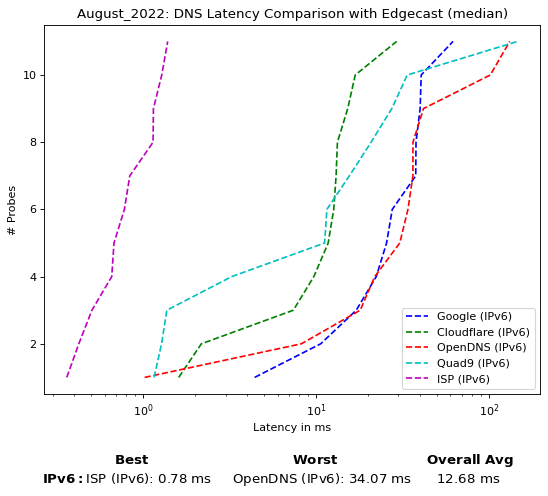 August_2022: DNS Latency Comparison with Edgecast (median)
# Probes
10
8
6
4
2
10⁰
10¹
10²
Latency in ms
Google (IPv6)
Cloudflare (IPv6)
OpenDNS (IPv6)
Quad9 (IPv6)
ISP (IPv6)
Best Worst Overall Avg
IPv6: ISP (IPv6): 0.78 ms OpenDNS (IPv6): 34.07 ms 12.68 ms